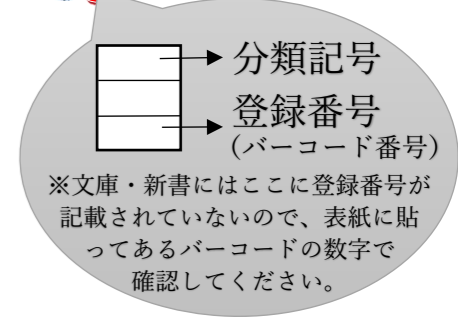 分類記号
登録番号
(バーコード番号)
※文庫・新書にはここに登録番号が
記載されていないので、表紙に貼
ってあるバーコードの数字で
確認してください。